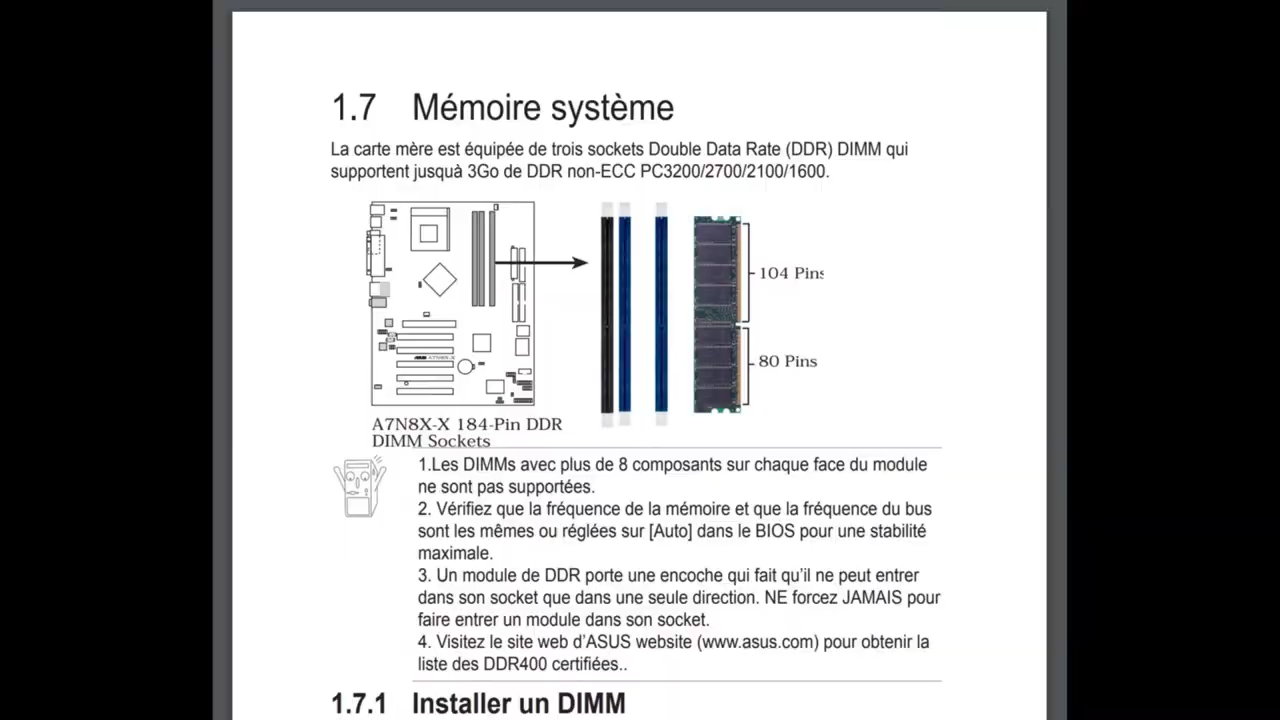 1.7 Mémoire système
La carte mère est équipée de trois sockets Double Data Rate (DDR) DIMM qui
supportent jusquà 3Go de DDR non-ECC PC3200/2700/2100/1600.
104 Pins
80 Pins
A7N8X-X 184-Pin DDR
DIMM Sockets
1.Les DIMMs avec plus de 8 composants sur chaque face du module
ne sont pas supportées.
2. Vérifiez que la fréquence de la mémoire et que la fréquence du bus
sont les mêmes ou réglées sur [Auto] dans le BIOS pour une stabilité
maximale.
3. Un module de DDR porte une encoche qui fait qu'il ne peut entrer
dans son socket que dans une seule direction. NE forcez JAMAIS pour
faire entrer un module dans son socket.
4. Visitez le site web d'ASUS website (www.asus.com) pour obtenir la
liste des DDR400 certifiées..
1.7.1 Installer un DIMM